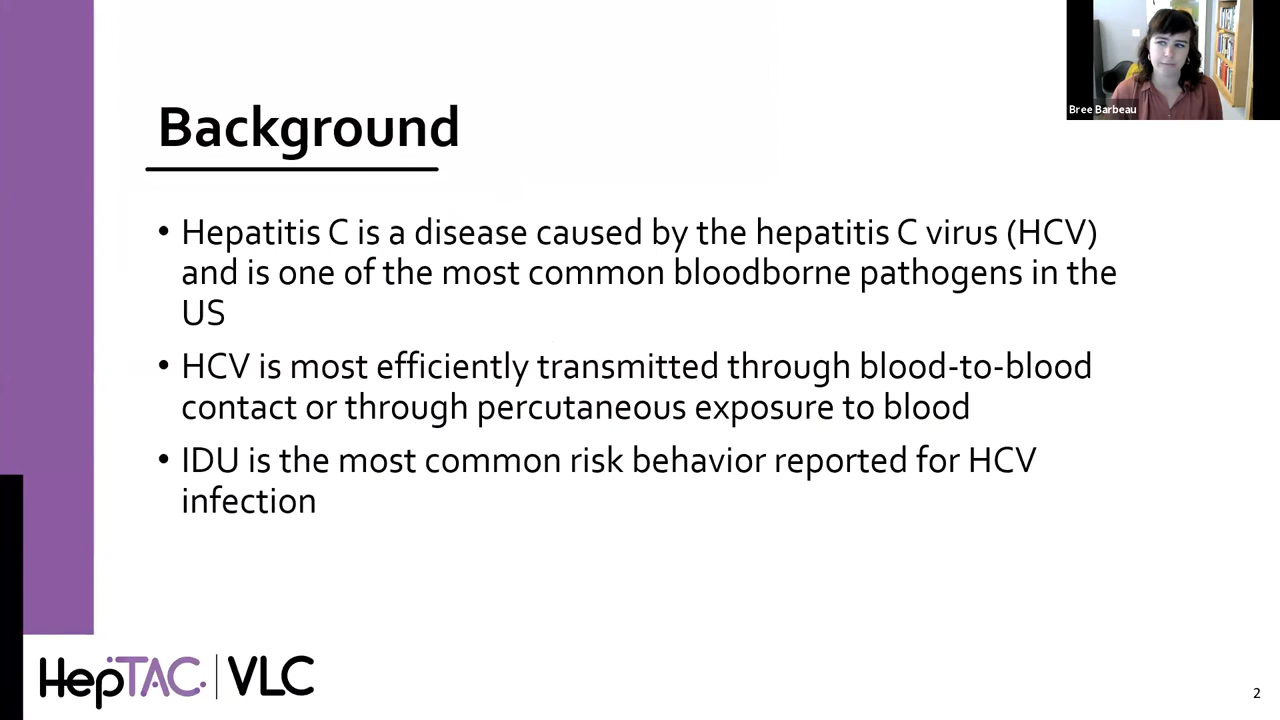 Bree Barbeau
Background
• Hepatitis C is a disease caused by the hepatitis C virus (HCV)
and is one of the most common bloodborne pathogens in the
US
• HCV is most efficiently transmitted through blood-to-blood
contact or through percutaneous exposure to blood
• IDU is the most common risk behavior reported for HCV
infection
HepTAC | VLC
2